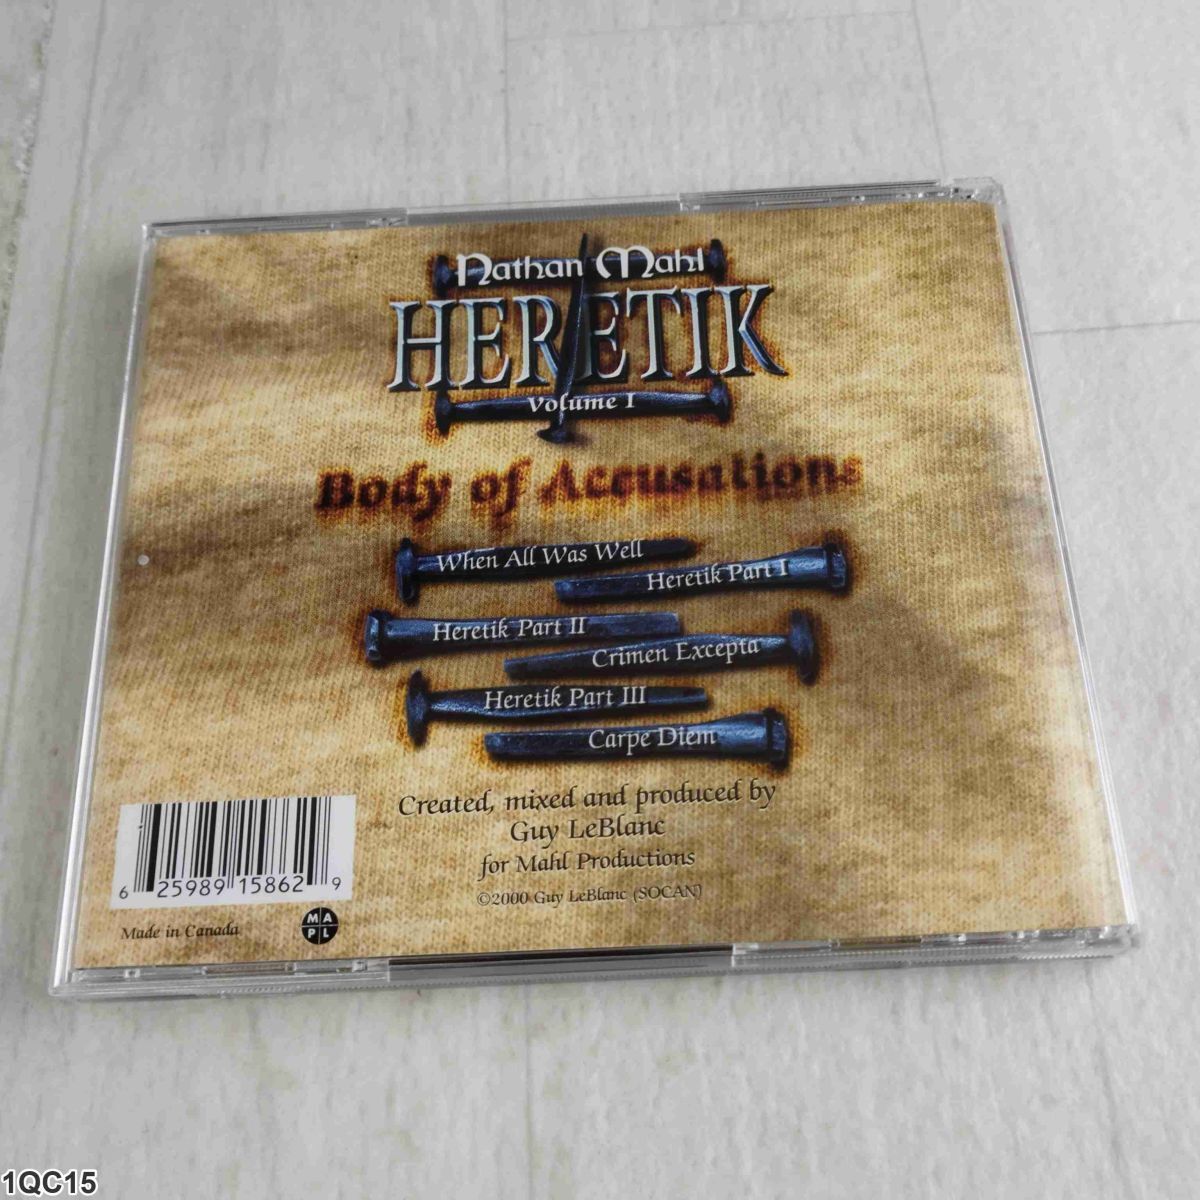 Nathan Mahl
HERETIK
Volume I
Body of Accusations
When All Was Well
Heretik Part I
Heretik Part II
Crimen Excepta
Heretik Part III
Carpe Diem
Created, mixed and produced by
Guy LeBlanc
for Mahl Productions
©2000 Guy LeBlanc (SOCAN)
6 25989 15862 9
Made in Canada
MA
PL
1QC15